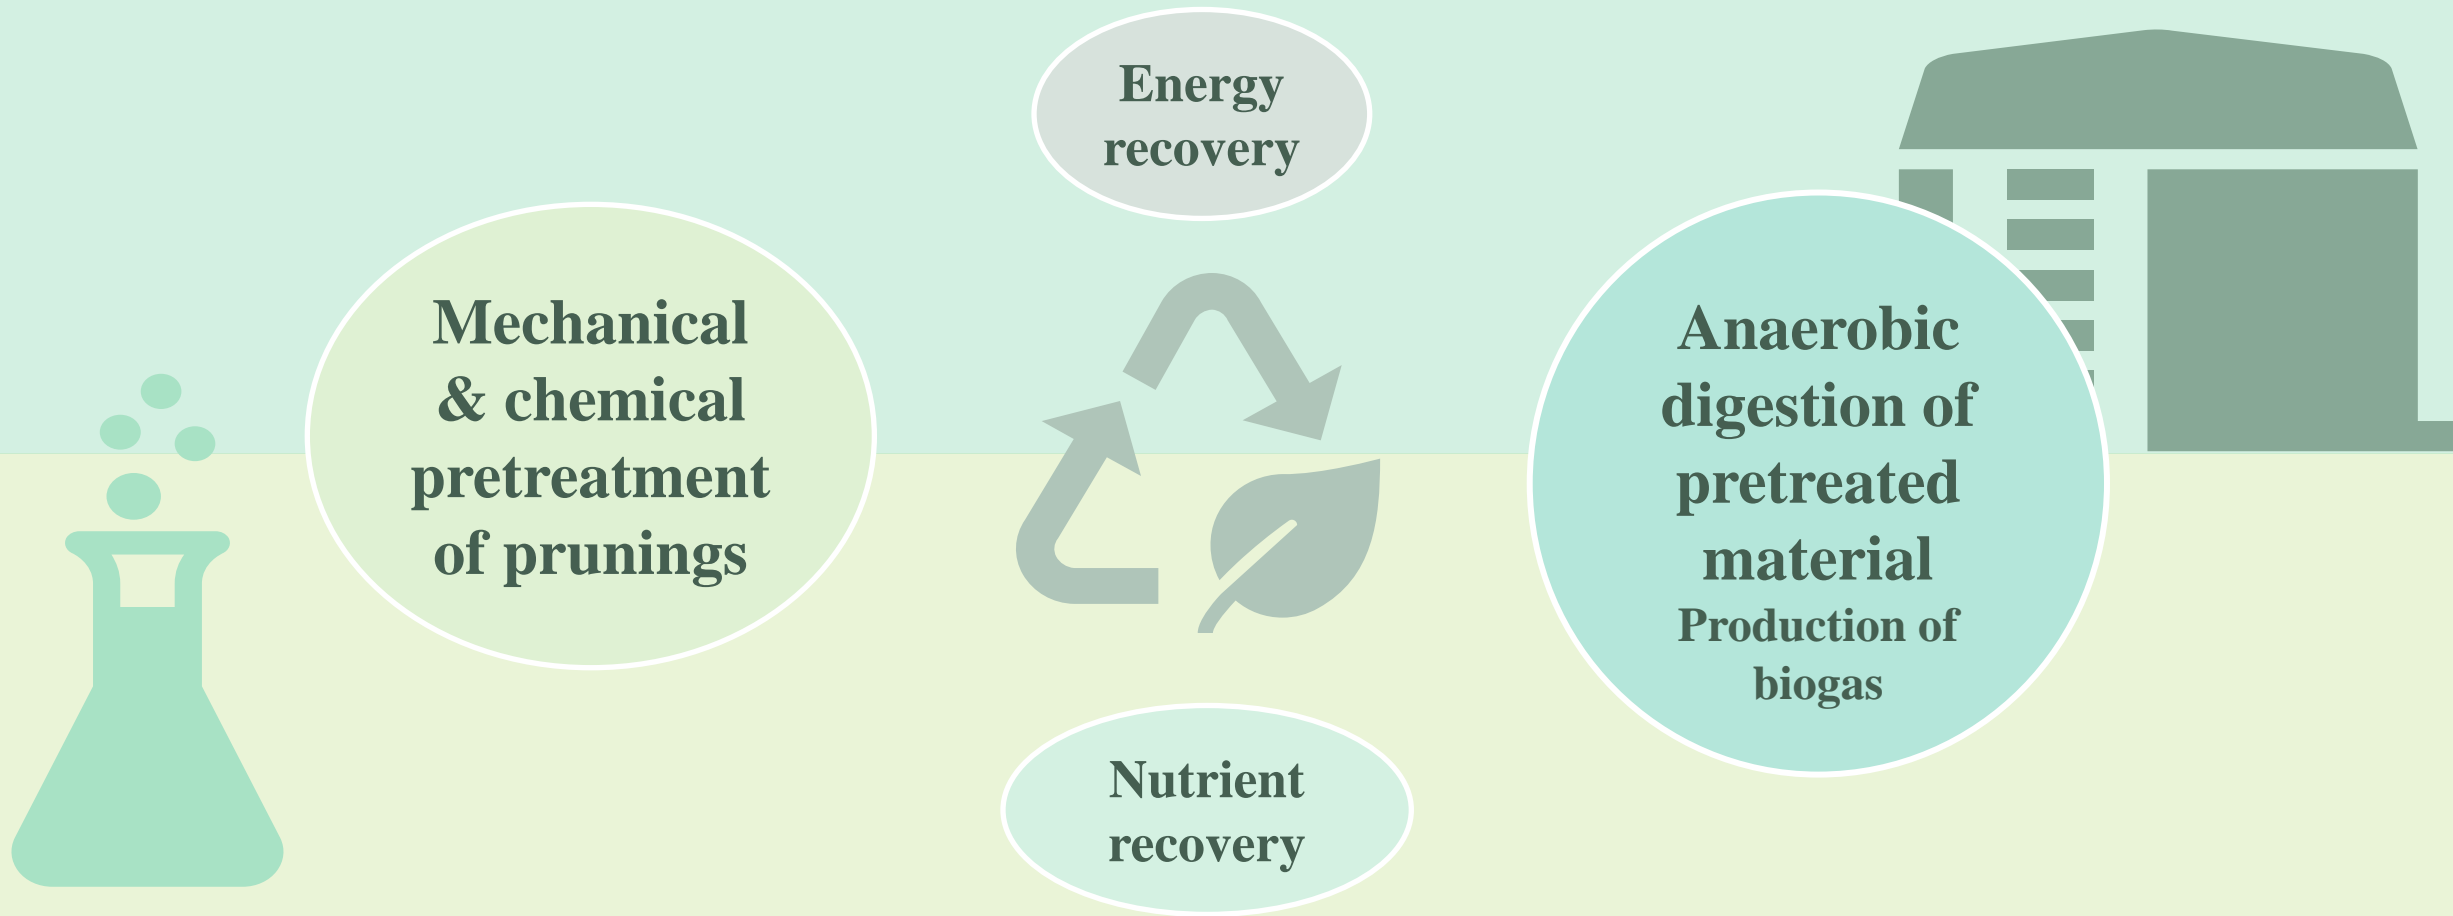 Energy
recovery
Mechanical
& chemical
pretreatment
of prunings
Anaerobic
digestion of
pretreated
material
Production of
biogas
Nutrient
recovery